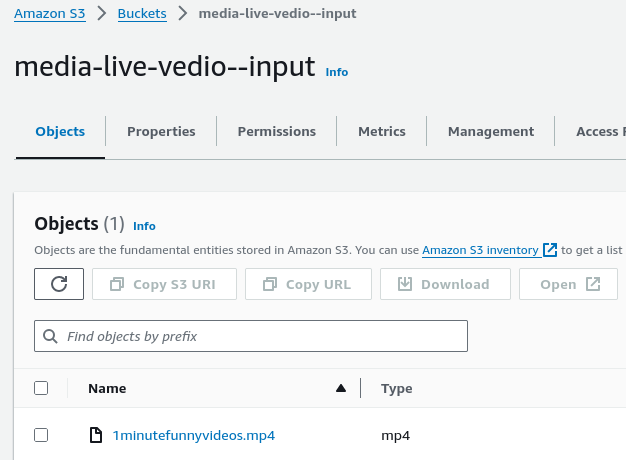 Amazon S3 > Buckets > media-live-vedio--input
media-live-vedio--input Info
Objects Properties Permissions Metrics Management Access
Objects (1) Info
Objects are the fundamental entities stored in Amazon S3. You can use Amazon S3 inventory to get a list
Copy S3 URI Copy URL Download Open
Find objects by prefix
Name Type
1minutefunnyvideos.mp4 mp4